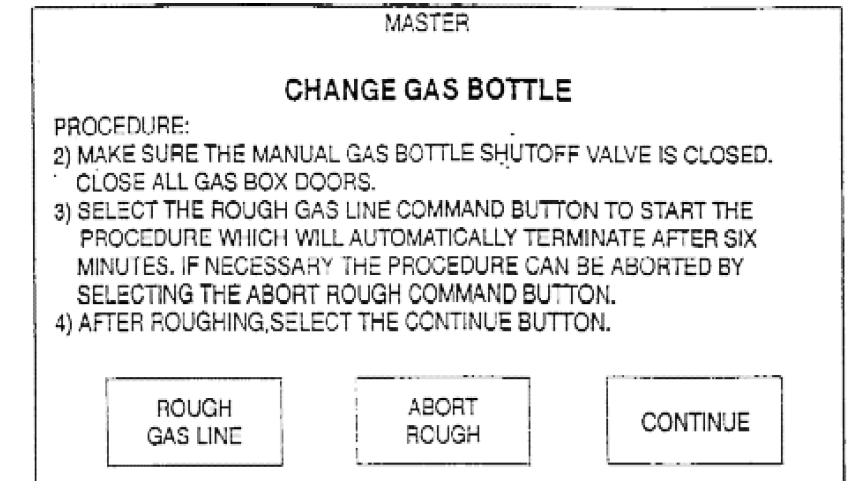 MASTER
CHANGE GAS BOTTLE
PROCEDURE:
2) MAKE SURE THE MANUAL GAS BOTTLE SHUTOFF VALVE IS CLOSED.
CLOSE ALL GAS BOX DOORS.
3) SELECT THE ROUGH GAS LINE COMMAND BUTTON TO START THE
PROCEDURE WHICH WILL AUTOMATICALLY TERMINATE AFTER SIX
MINUTES. IF NECESSARY THE PROCEDURE CAN BE ABORTED BY
SELECTING THE ABORT ROUGH COMMAND BUTTON.
4) AFTER ROUGHING,SELECT THE CONTINUE BUTTON.
ROUGH
GAS LINE
ABORT
ROUGH
CONTINUE